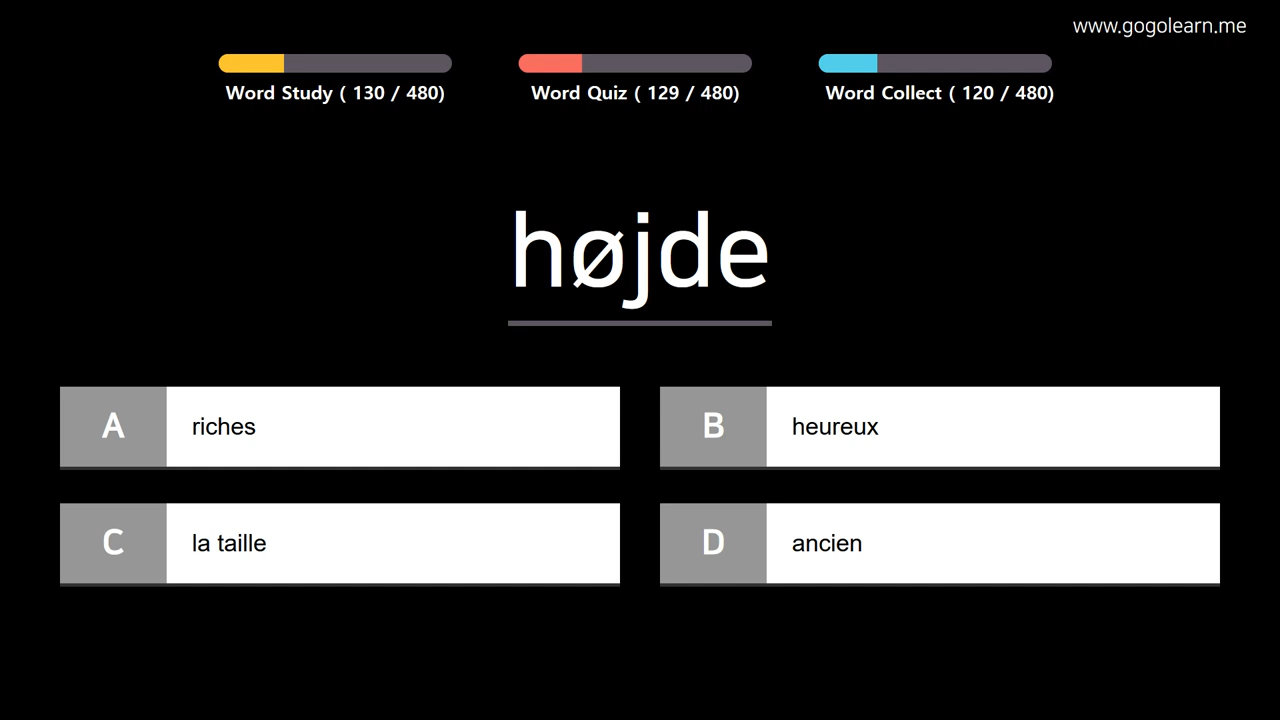 www.gogolearn.me
Word Study ( 130 / 480)
Word Quiz ( 129 / 480)
Word Collect ( 120 / 480)
højde
A riches
B heureux
C la taille
D ancien